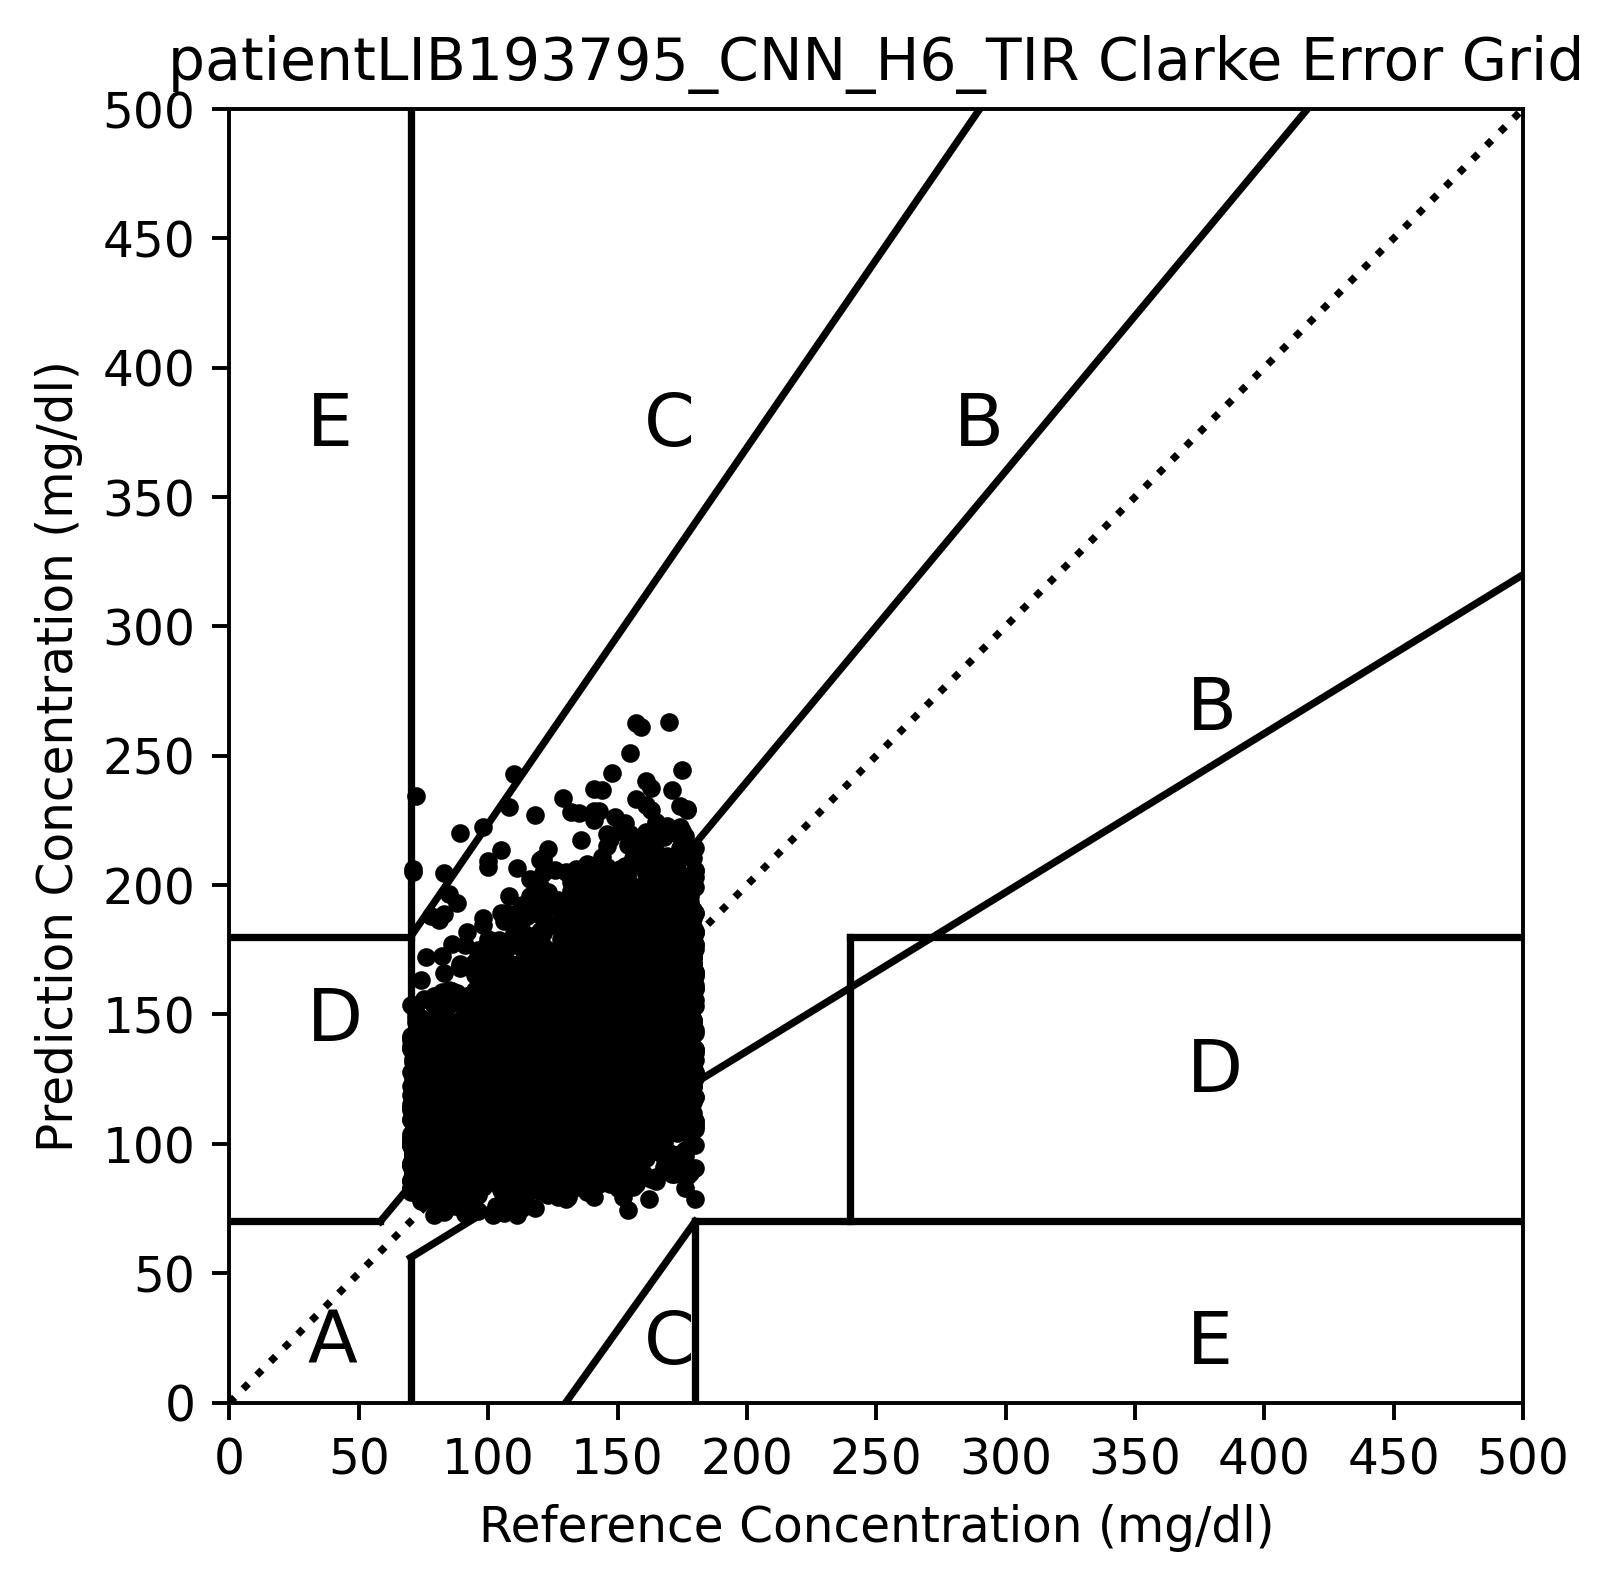 patientLIB193795_CNN_H6_TIR Clarke Error Grid
500
450
400
350
300
250
200
150
100
50
0
Prediction Concentration (mg/dl)
E
C
B
B
D
D
A
C
E
0 50 100 150 200 250 300 350 400 450 500
Reference Concentration (mg/dl)